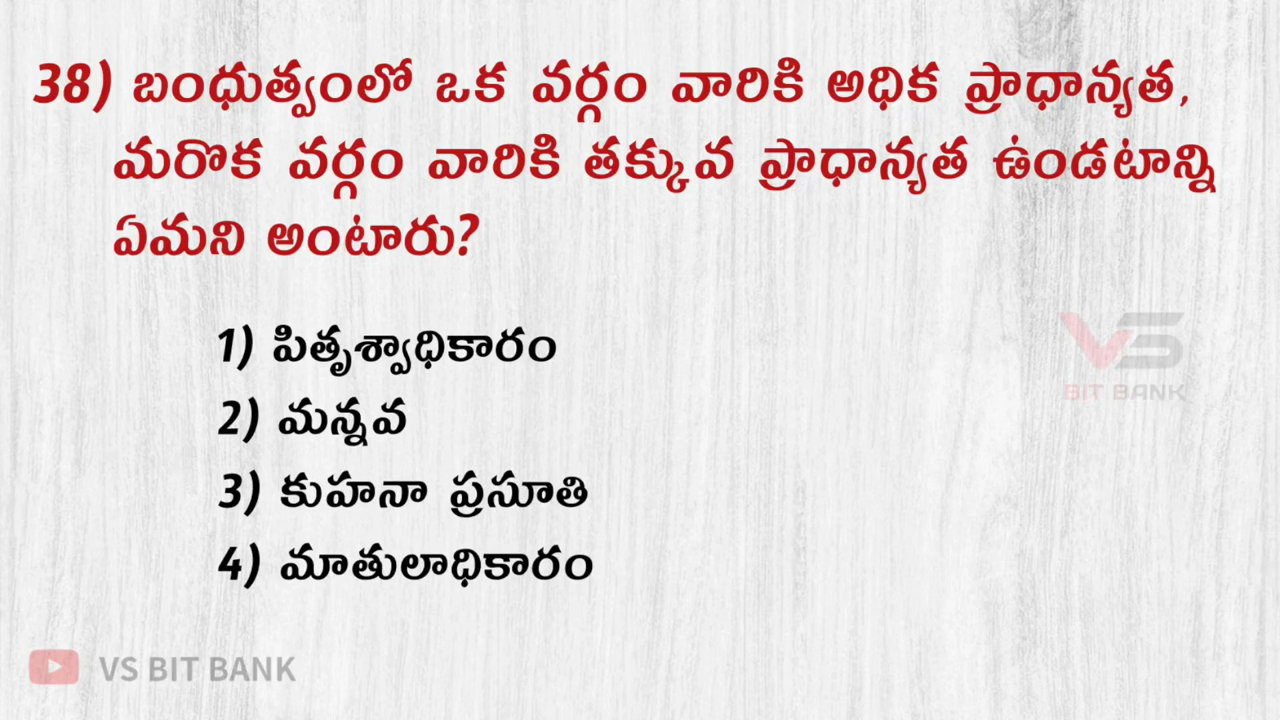 38) బంధుత్వంలో ఒక వర్గం వారికి అధిక ప్రాధాన్యత,
మరొక వర్గం వారికి తక్కువ ప్రాధాన్యత ఉండటాన్ని
ఏమని అంటారు?
1) పితృశ్వాధికారం
2) మన్నవ
3) కుహనా ప్రసూతి
4) మాతులాధికారం
VS
BIT BANK
VS BIT BANK